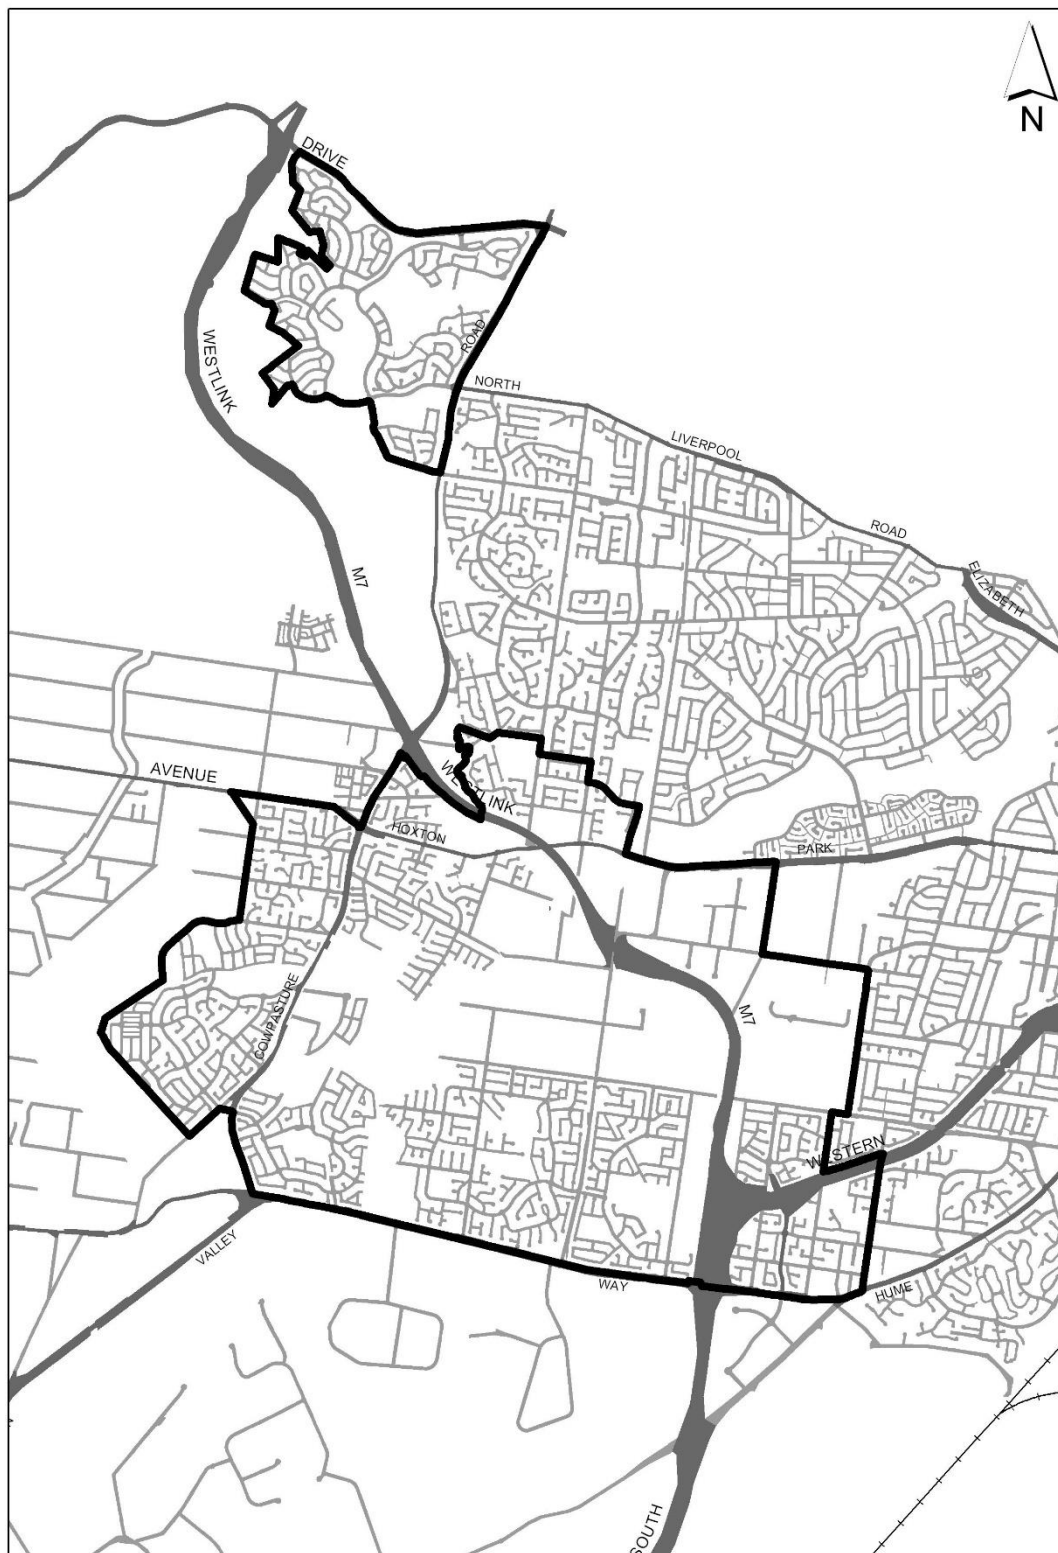 N
DRIVE
ROAD
WESTLINK
NORTH
LIVERPOOL
ROAD
ELIZABETH
M7
AVENUE
WESTLINK
HOXTON
PARK
COWPASTURE
M7
WESTERN
VALLEY
WAY
HUME
SOUTH